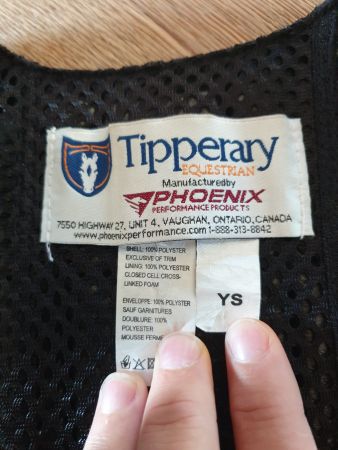 Tipperary
EQUESTRIAN
Manufactured by
PHOENIX
PERFORMANCE PRODUCTS
7550 HIGHWAY 27, UNIT 4, VAUGHAN, ONTARIO, CANADA
www.phoenixperformance.com 1-888-313-8842
SHELL: 100% POLYESTER
EXCLUSIVE OF TRIM
LINING: 100% POLYESTER
CLOSED CELL CROSS-
LINKED FOAM
ENVELOPPE: 100% POLYESTER
SAUF GARNITURES
DOUBLURE: 100%
POLYESTER
MOUSSE
YS